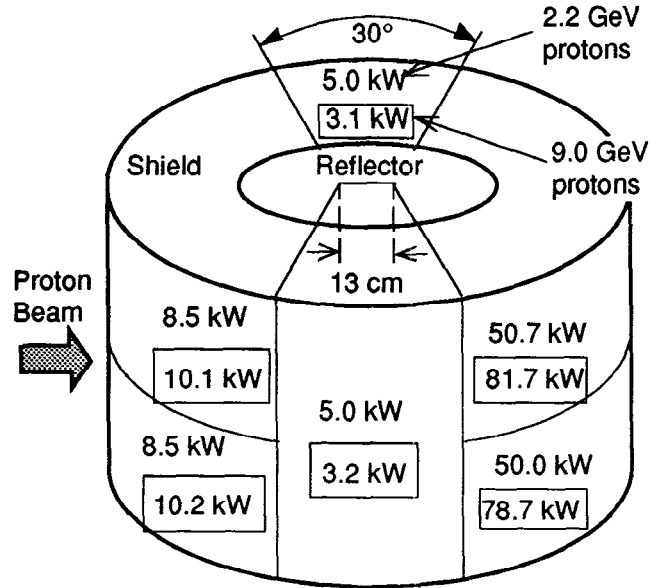 2.2 GeV
protons
30°
5.0 kW
3.1 kW
9.0 GeV
protons
Shield
Reflector
13 cm
Proton
Beam
8.5 kW
10.1 kW
50.7 kW
81.7 kW
5.0 kW
3.2 kW
8.5 kW
10.2 kW
50.0 kW
78.7 kW